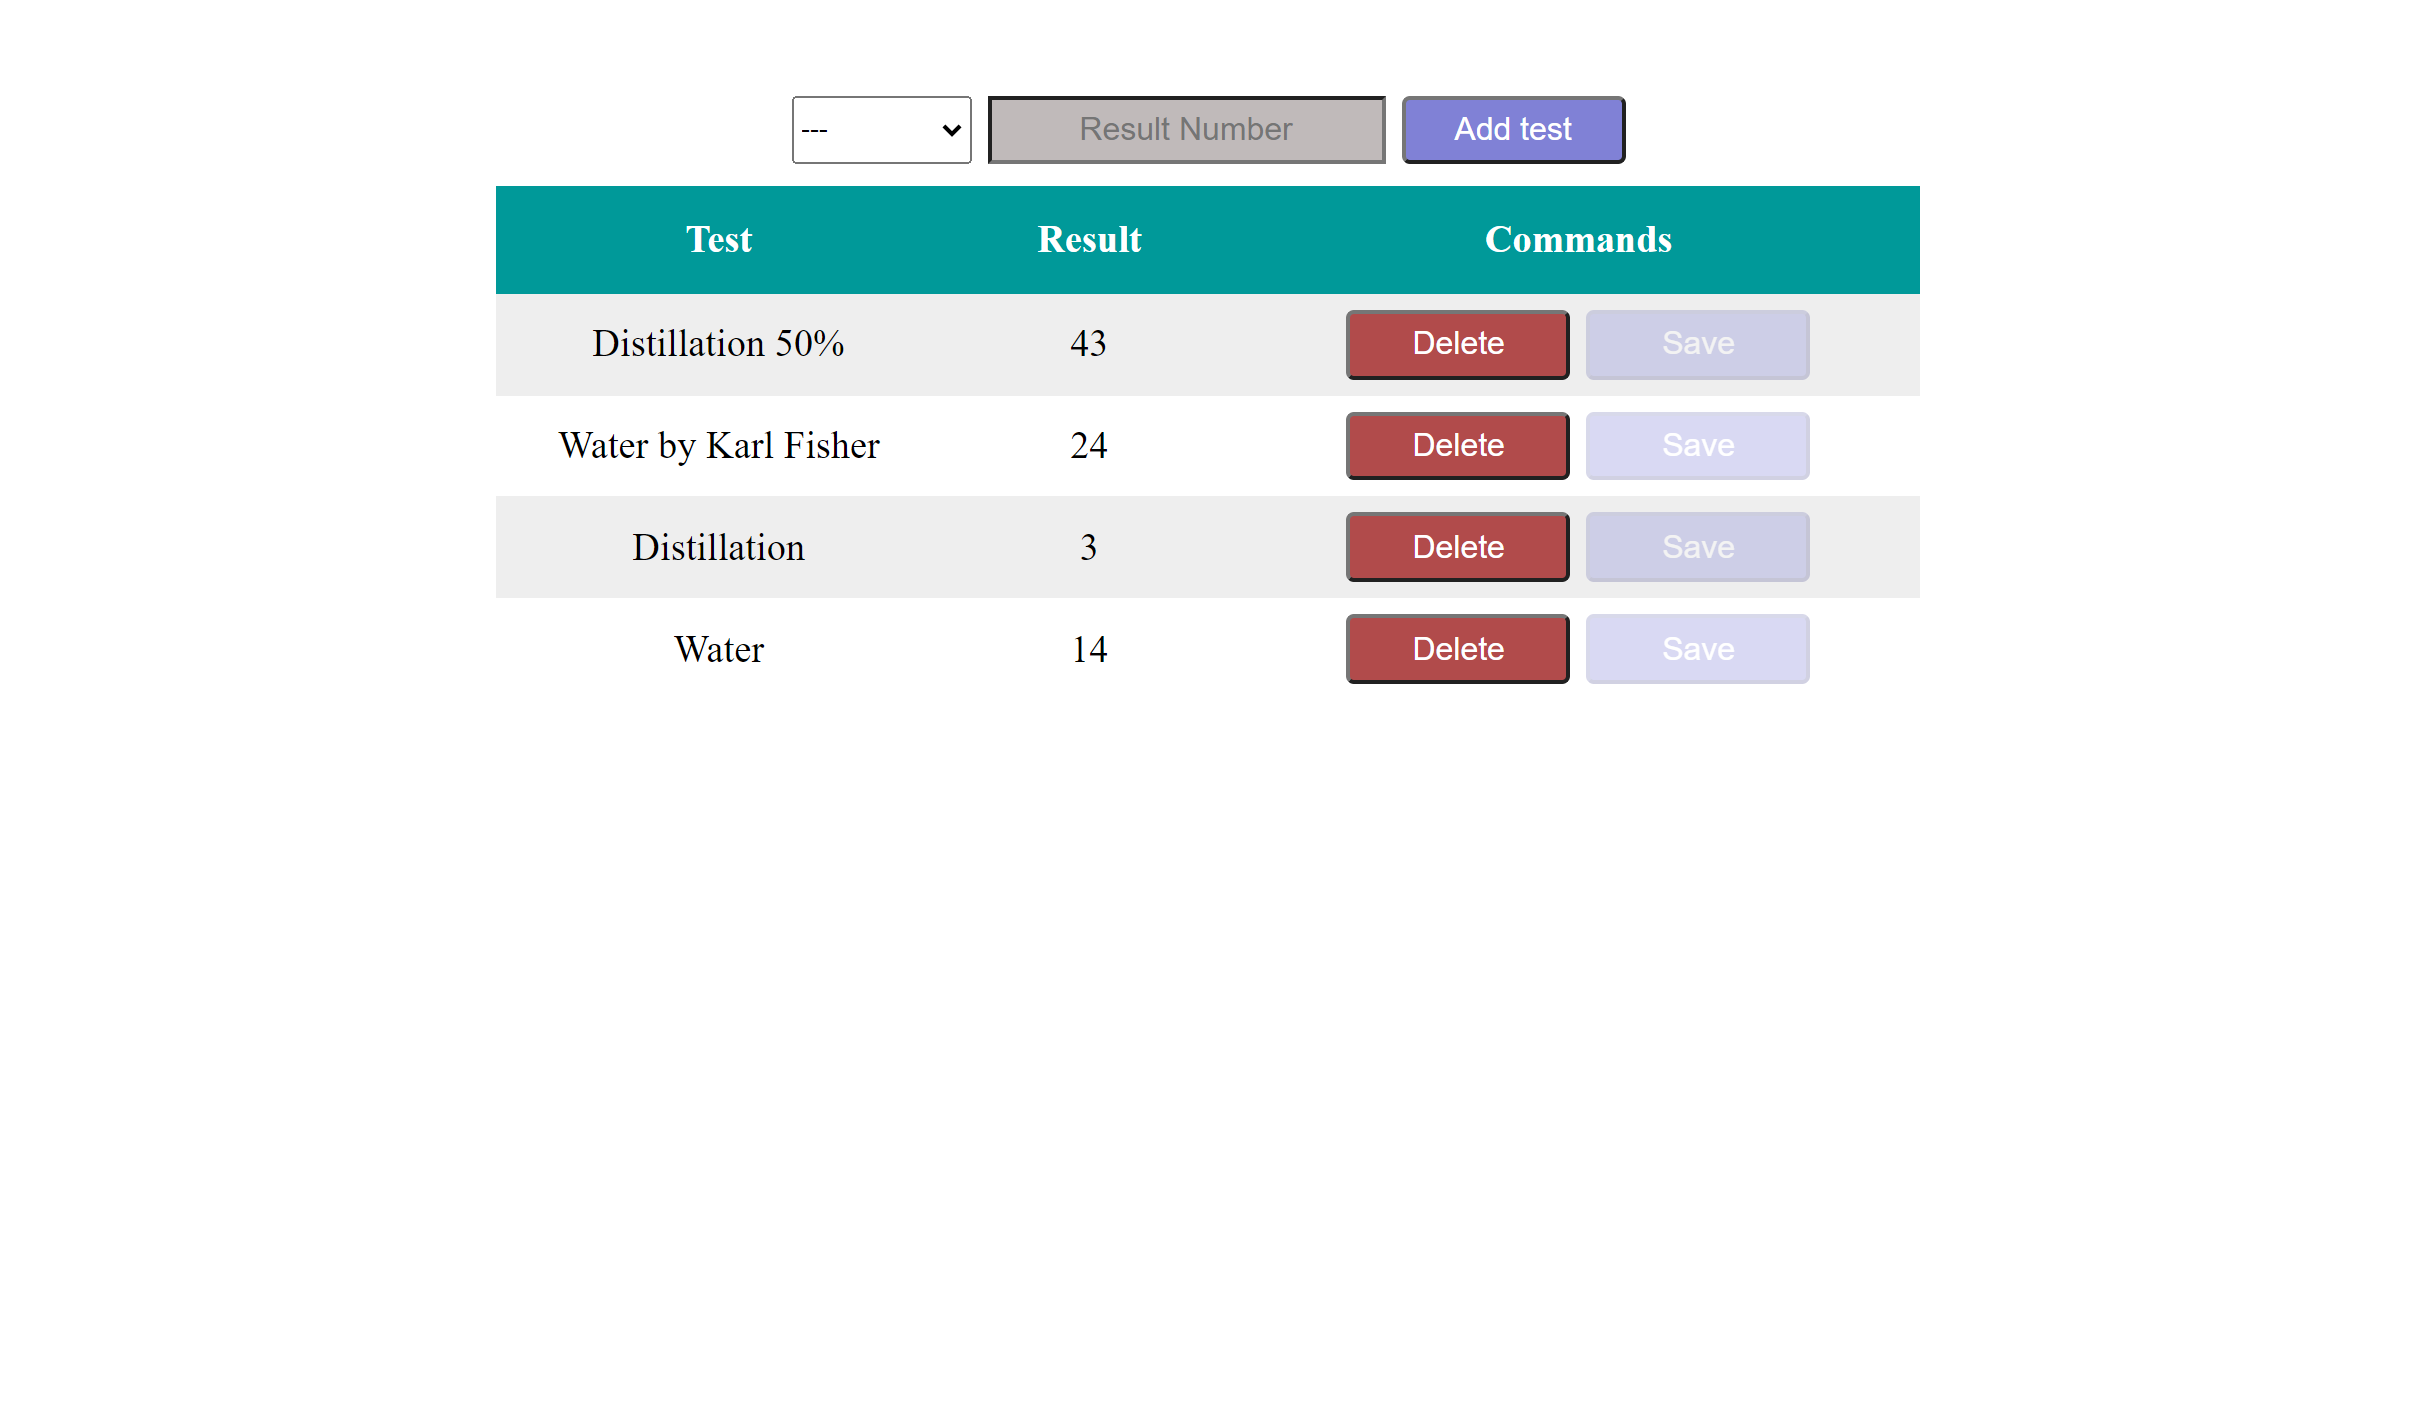 --- Result Number Add test
Test Result Commands
Distillation 50% 43 Delete Save
Water by Karl Fisher 24 Delete Save
Distillation 3 Delete Save
Water 14 Delete Save